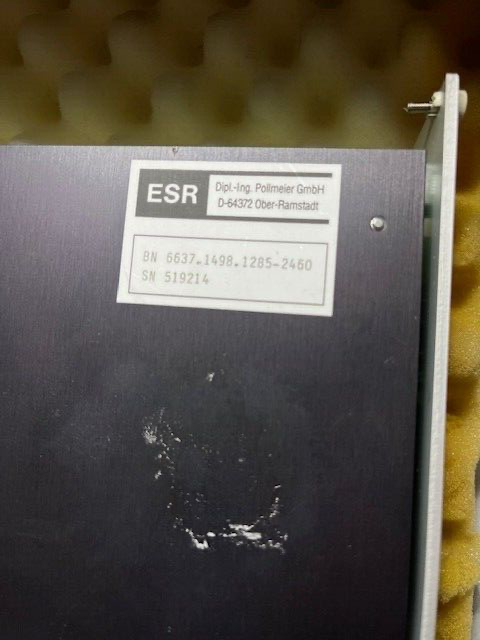 ESR
Dipl.-Ing. Pollmeier GmbH
D-64372 Ober-Ramstadt
BN 6637.1498.1285-2460
SN 519214